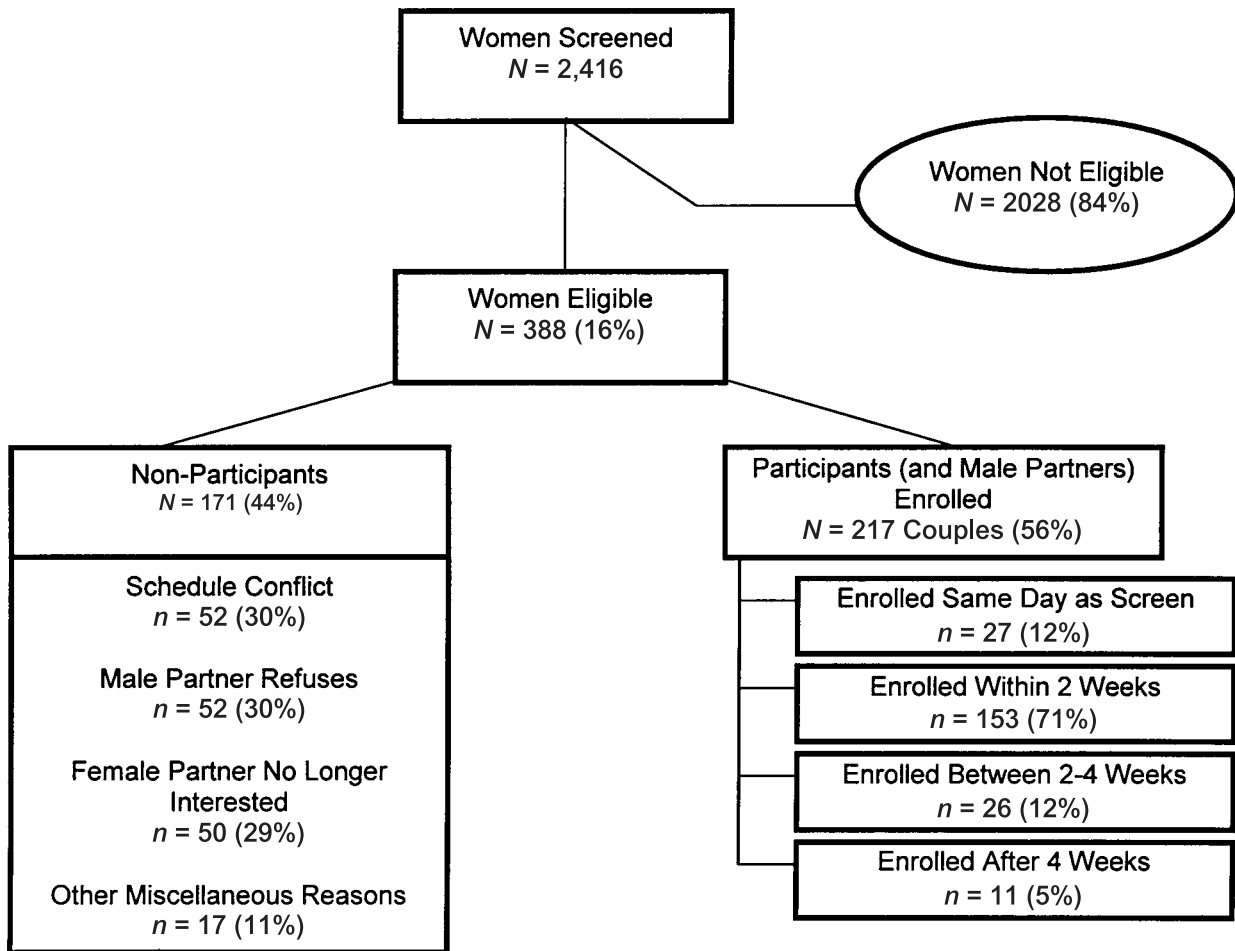 Women Screened
N = 2,416
Women Not Eligible
N = 2028 (84%)
Women Eligible
N = 388 (16%)
Non-Participants
N = 171 (44%)
Schedule Conflict
n = 52 (30%)
Male Partner Refuses
n = 52 (30%)
Female Partner No Longer
Interested
n = 50 (29%)
Other Miscellaneous Reasons
n = 17 (11%)
Participants (and Male Partners)
Enrolled
N = 217 Couples (56%)
Enrolled Same Day as Screen
n = 27 (12%)
Enrolled Within 2 Weeks
n = 153 (71%)
Enrolled Between 2-4 Weeks
n = 26 (12%)
Enrolled After 4 Weeks
n = 11 (5%)